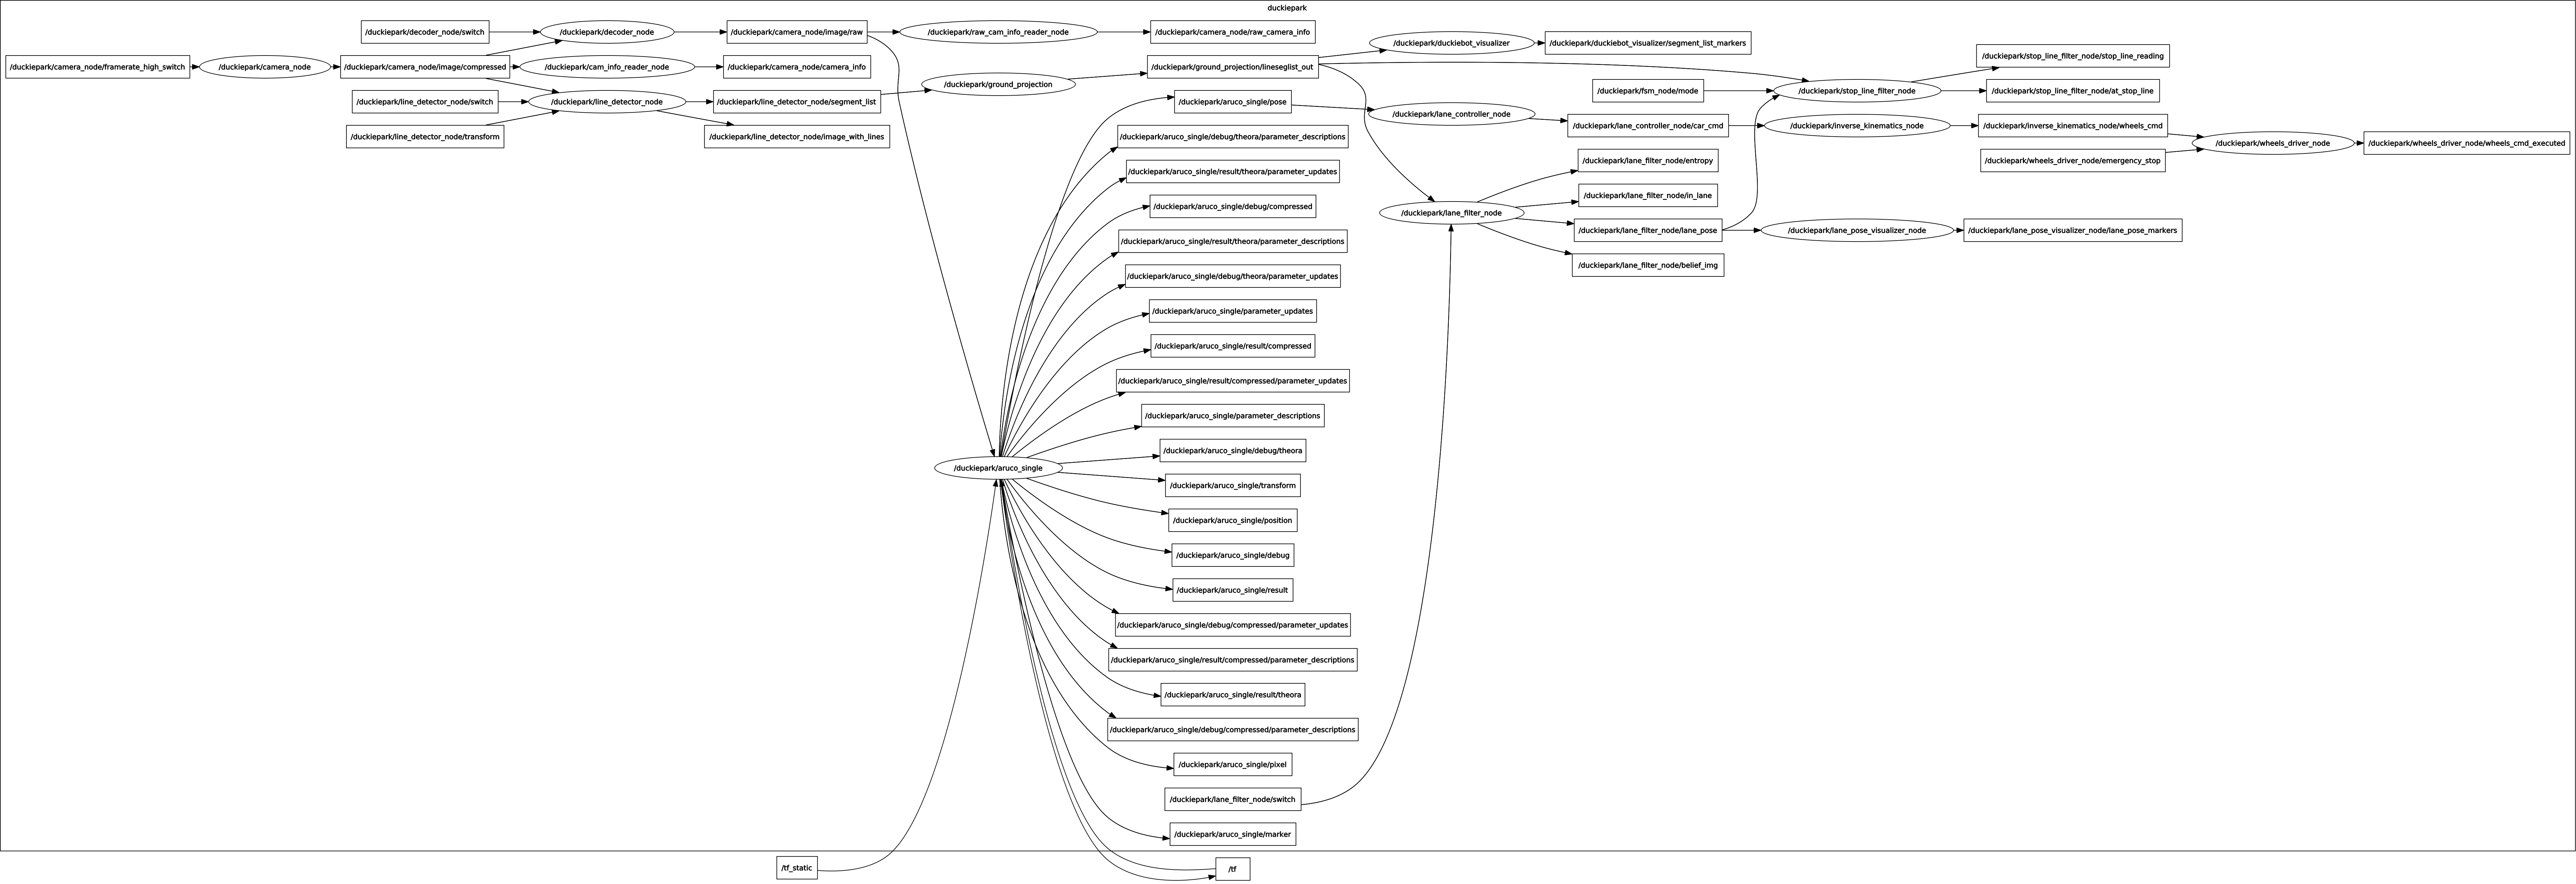 duckiepark
/duckiepark/decoder_node/switch
/duckiepark/decoder_node
/duckiepark/camera_node/image/raw
/duckiepark/raw_cam_info_reader_node
/duckiepark/camera_node/raw_camera_info
/duckiepark/duckiebot_visualizer
/duckiepark/duckiebot_visualizer/segment_list_markers
/duckiepark/stop_line_filter_node/stop_line_reading
/duckiepark/camera_node/framerate_high_switch
/duckiepark/camera_node
/duckiepark/camera_node/image/compressed
/duckiepark/cam_info_reader_node
/duckiepark/camera_node/camera_info
/duckiepark/ground_projection
/duckiepark/ground_projection/lineseglist_out
/duckiepark/fsm_node/mode
/duckiepark/stop_line_filter_node
/duckiepark/stop_line_filter_node/at_stop_line
/duckiepark/line_detector_node/switch
/duckiepark/line_detector_node
/duckiepark/line_detector_node/segment_list
/duckiepark/aruco_single/pose
/duckiepark/lane_controller_node
/duckiepark/lane_controller_node/car_cmd
/duckiepark/inverse_kinematics_node
/duckiepark/inverse_kinematics_node/wheels_cmd
/duckiepark/line_detector_node/transform
/duckiepark/line_detector_node/image_with_lines
/duckiepark/aruco_single/debug/theora/parameter_descriptions
/duckiepark/wheels_driver_node
/duckiepark/wheels_driver_node/wheels_cmd_executed
/duckiepark/lane_filter_node/entropy
/duckiepark/wheels_driver_node/emergency_stop
/duckiepark/aruco_single/result/theora/parameter_updates
/duckiepark/lane_filter_node/in_lane
/duckiepark/aruco_single/debug/compressed
/duckiepark/lane_filter_node
/duckiepark/lane_filter_node/lane_pose
/duckiepark/lane_pose_visualizer_node
/duckiepark/lane_pose_visualizer_node/lane_pose_markers
/duckiepark/aruco_single/result/theora/parameter_descriptions
/duckiepark/lane_filter_node/belief_img
/duckiepark/aruco_single/debug/theora/parameter_updates
/duckiepark/aruco_single/parameter_updates
/duckiepark/aruco_single/result/compressed
/duckiepark/aruco_single/result/compressed/parameter_updates
/duckiepark/aruco_single/parameter_descriptions
/duckiepark/aruco_single/debug/theora
/duckiepark/aruco_single
/duckiepark/aruco_single/transform
/duckiepark/aruco_single/position
/duckiepark/aruco_single/debug
/duckiepark/aruco_single/result
/duckiepark/aruco_single/debug/compressed/parameter_updates
/duckiepark/aruco_single/result/compressed/parameter_descriptions
/duckiepark/aruco_single/result/theora
/duckiepark/aruco_single/debug/compressed/parameter_descriptions
/duckiepark/aruco_single/pixel
/duckiepark/lane_filter_node/switch
/duckiepark/aruco_single/marker
/tf_static
/tf